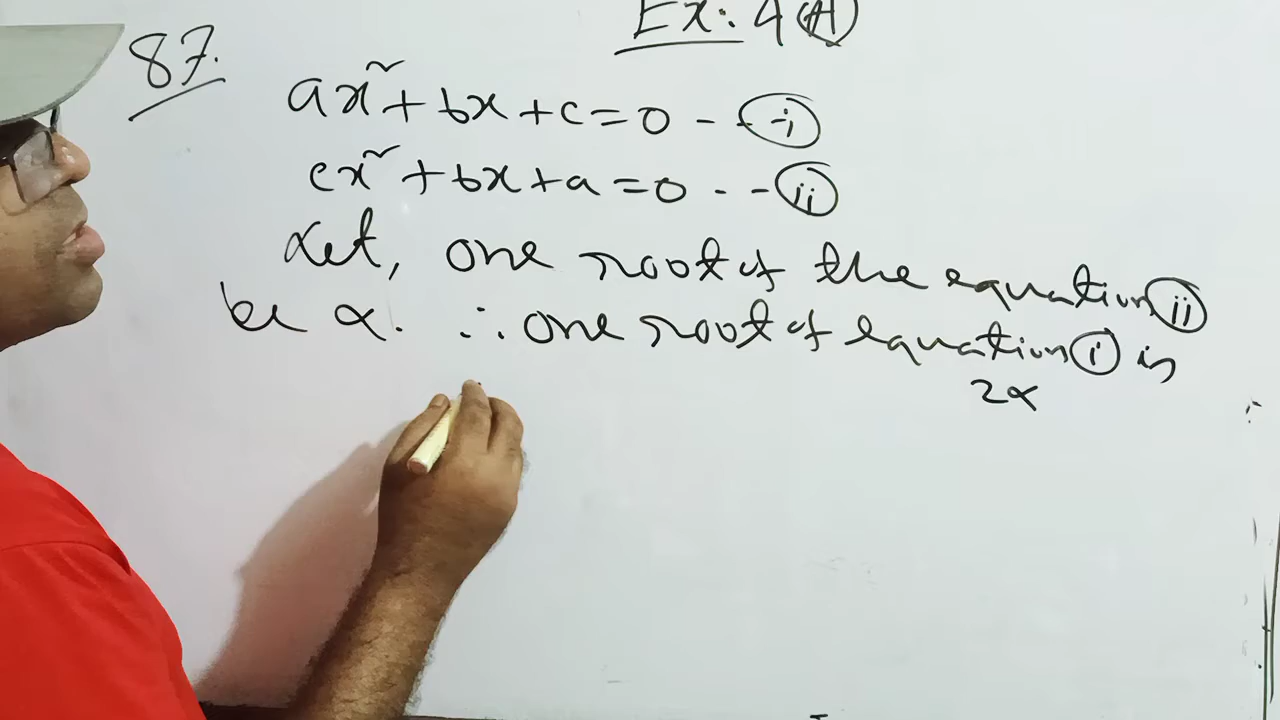 Ex: 4(A)
87.
ax² + bx + c = 0 - - (i)
cx² + bx + a = 0 - - (ii)
Let, one root of the equation (ii)
be α. ∴ one root of equation (i) is
2α